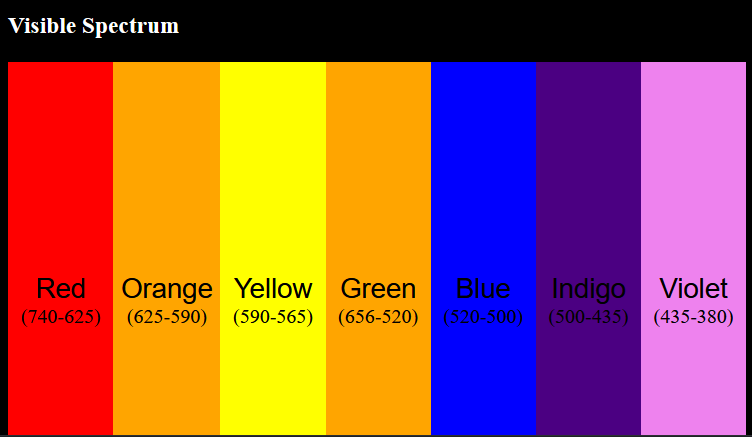 Visible Spectrum
Red Orange Yellow Green Blue Indigo Violet
(740-625) (625-590) (590-565) (656-520) (520-500) (500-435) (435-380)